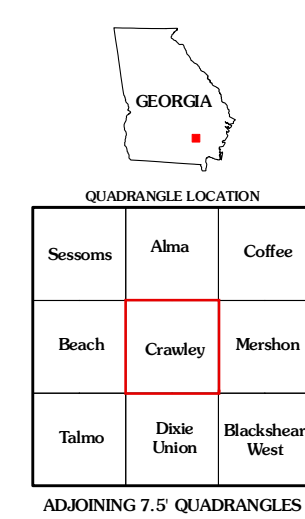 GEORGIA
QUADRANGLE LOCATION
Sessoms
Alma
Coffee
Beach
Crawley
Mershon
Talmo
Dixie
Union
Blackshear
West
ADJOINING 7.5' QUADRANGLES